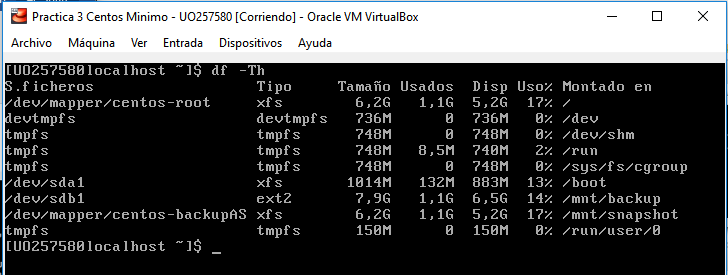 Practica 3 Centos Minimo - UO257580 [Corriendo] - Oracle VM VirtualBox
Archivo Máquina Ver Entrada Dispositivos Ayuda
[UO257580@localhost ~]$ df -Th
S.ficheros Tipo Tamaño Usados Disp Uso% Montado en
/dev/mapper/centos-root xfs 6,2G 1,1G 5,2G 17% /
devtmpfs devtmpfs 736M 0 736M 0% /dev
tmpfs tmpfs 748M 0 748M 0% /dev/shm
tmpfs tmpfs 748M 8,5M 740M 2% /run
tmpfs tmpfs 748M 0 748M 0% /sys/fs/cgroup
/dev/sda1 xfs 1014M 132M 883M 13% /boot
/dev/sdb1 ext2 7,9G 1,1G 6,5G 14% /mnt/backup
/dev/mapper/centos-backupAS xfs 6,2G 1,1G 5,2G 17% /mnt/snapshot
tmpfs tmpfs 150M 0 150M 0% /run/user/0
[UO257580@localhost ~]$ _